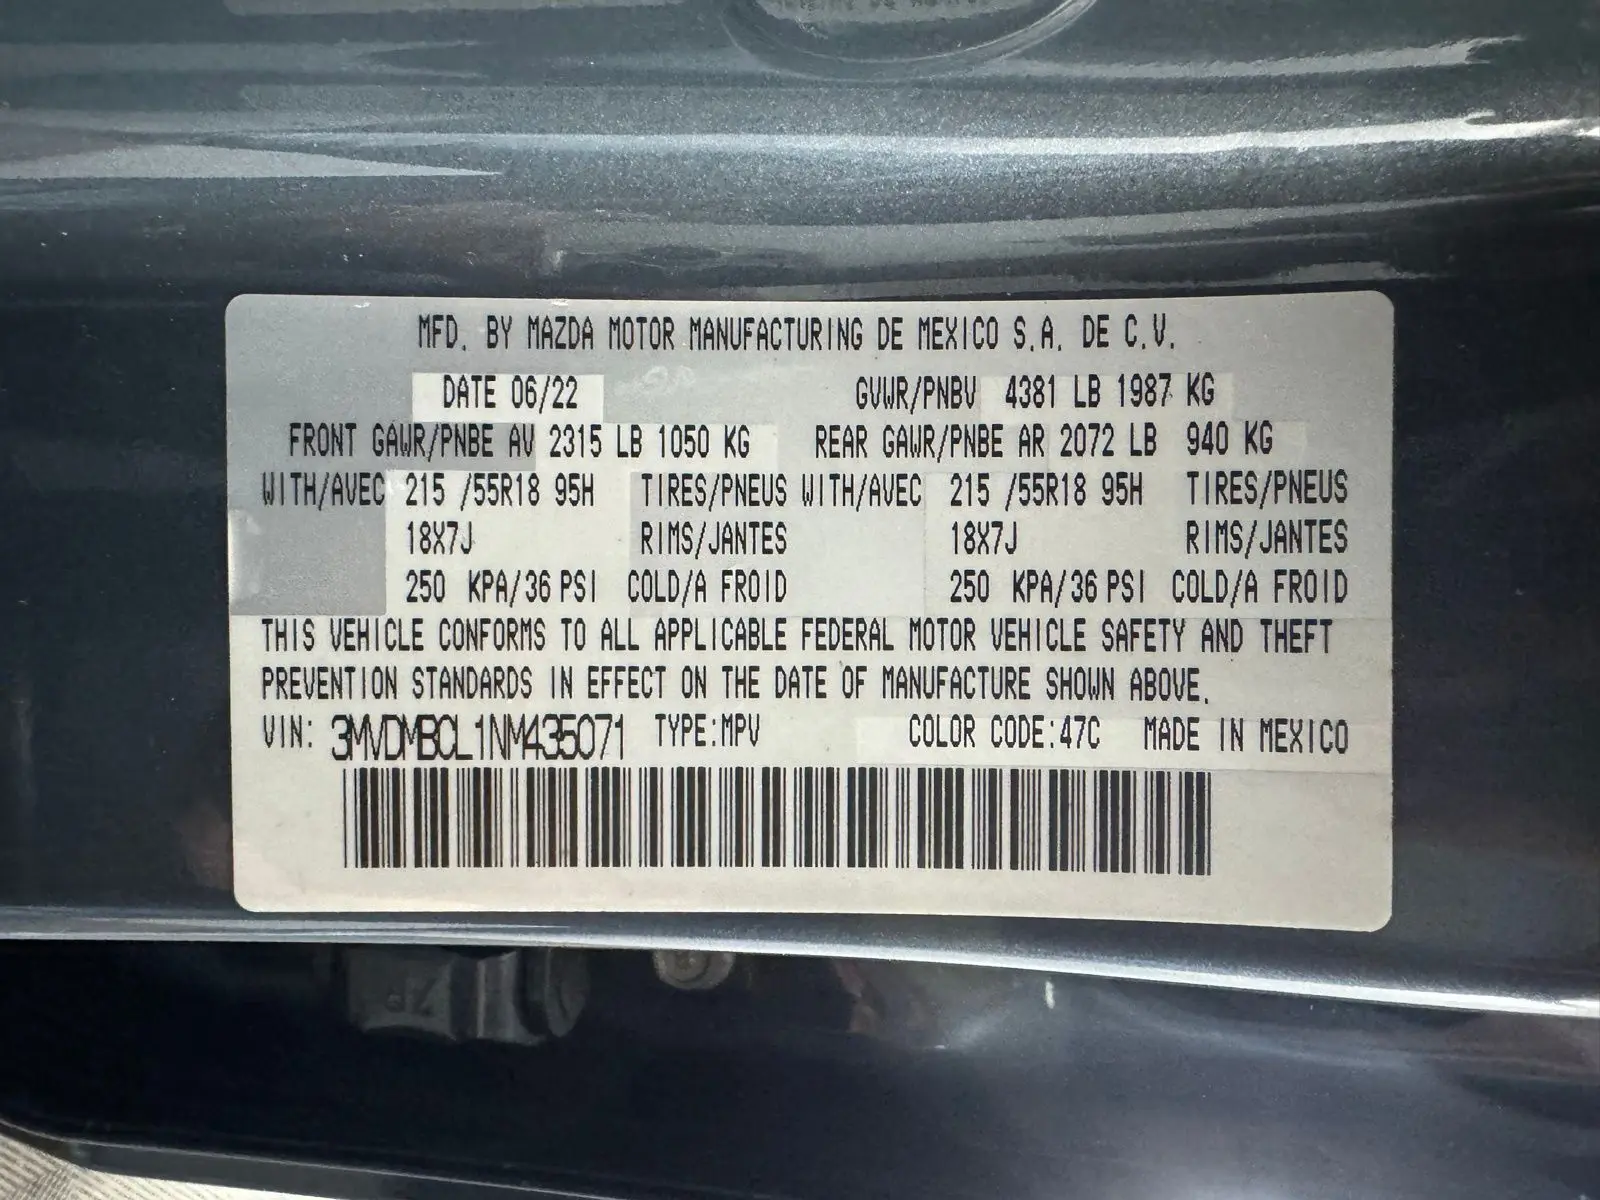 MFD. BY MAZDA MOTOR MANUFACTURING DE MEXICO S.A. DE C.V.
DATE 06/22 GVWR/PNBV 4381 LB 1987 KG
FRONT GAWR/PNBE AV 2315 LB 1050 KG REAR GAWR/PNBE AR 2072 LB 940 KG
WITH/AVEC 215 /55R18 95H TIRES/PNEUS WITH/AVEC 215 /55R18 95H TIRES/PNEUS
18X7J RIMS/JANTES 18X7J RIMS/JANTES
250 KPA/36 PSI COLD/A FROID 250 KPA/36 PSI COLD/A FROID
THIS VEHICLE CONFORMS TO ALL APPLICABLE FEDERAL MOTOR VEHICLE SAFETY AND THEFT
PREVENTION STANDARDS IN EFFECT ON THE DATE OF MANUFACTURE SHOWN ABOVE.
VIN: 3MVDMBCL1NM435071 TYPE:MPV COLOR CODE:47C MADE IN MEXICO